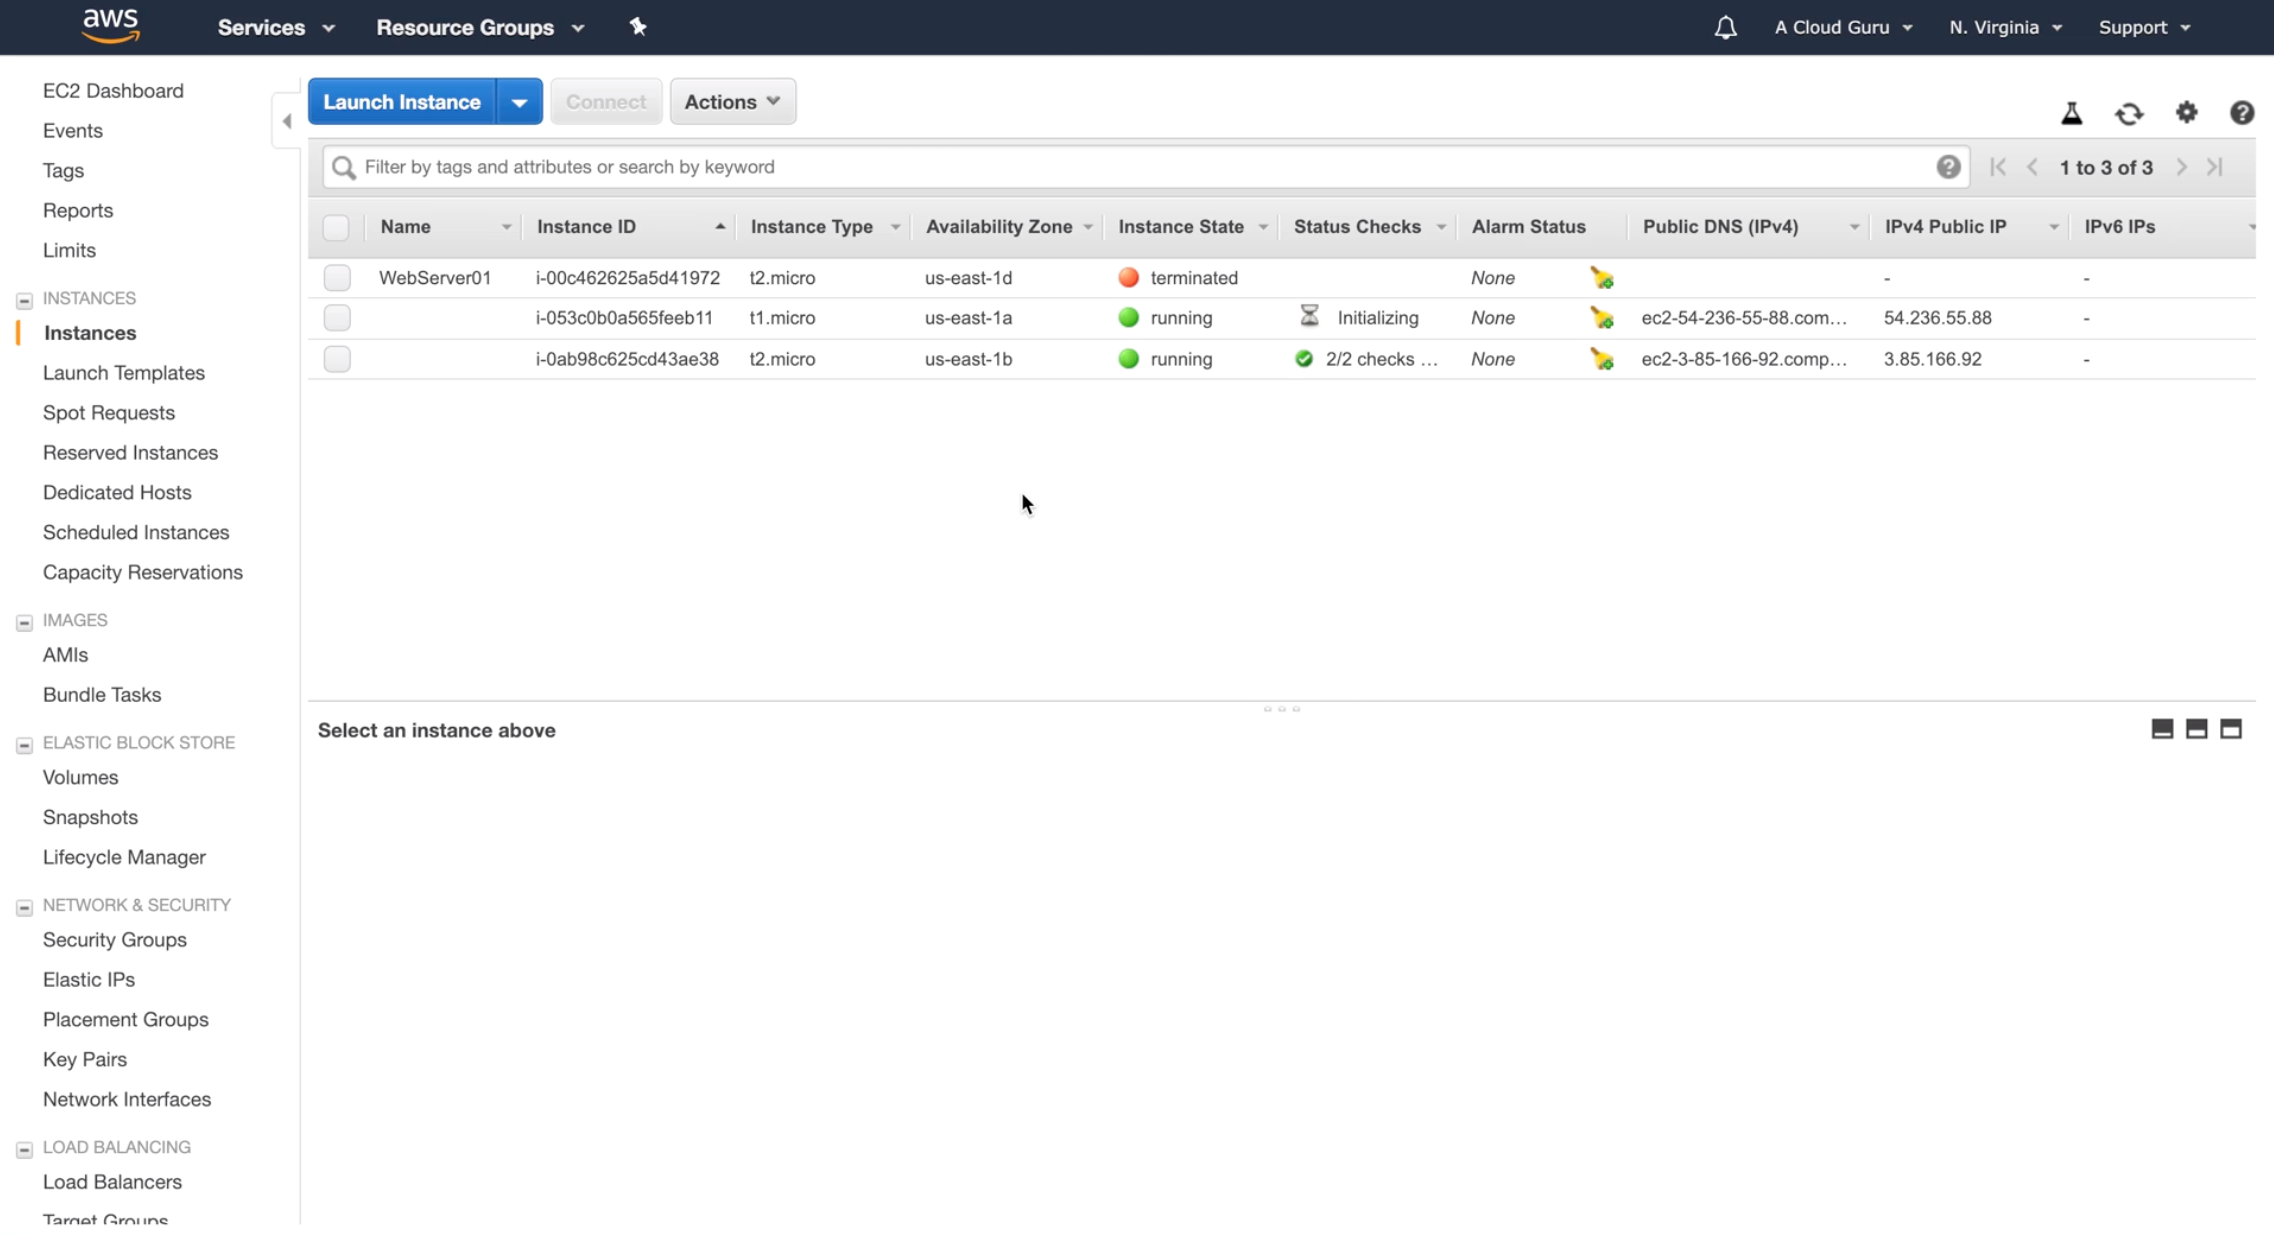 aws Services Resource Groups A Cloud Guru N. Virginia Support
EC2 Dashboard
Events
Tags
Reports
Limits
INSTANCES
Instances
Launch Templates
Spot Requests
Reserved Instances
Dedicated Hosts
Scheduled Instances
Capacity Reservations
IMAGES
AMIs
Bundle Tasks
ELASTIC BLOCK STORE
Volumes
Snapshots
Lifecycle Manager
NETWORK & SECURITY
Security Groups
Elastic IPs
Placement Groups
Key Pairs
Network Interfaces
LOAD BALANCING
Load Balancers
Target Groups
Launch Instance Connect Actions
Filter by tags and attributes or search by keyword 1 to 3 of 3
Name Instance ID Instance Type Availability Zone Instance State Status Checks Alarm Status Public DNS (IPv4) IPv4 Public IP IPv6 IPs
WebServer01 i-00c462625a5d41972 t2.micro us-east-1d terminated None - -
i-053c0b0a565feeb11 t1.micro us-east-1a running Initializing None ec2-54-236-55-88.com... 54.236.55.88 -
i-0ab98c625cd43ae38 t2.micro us-east-1b running 2/2 checks ... None ec2-3-85-166-92.comp... 3.85.166.92 -
Select an instance above